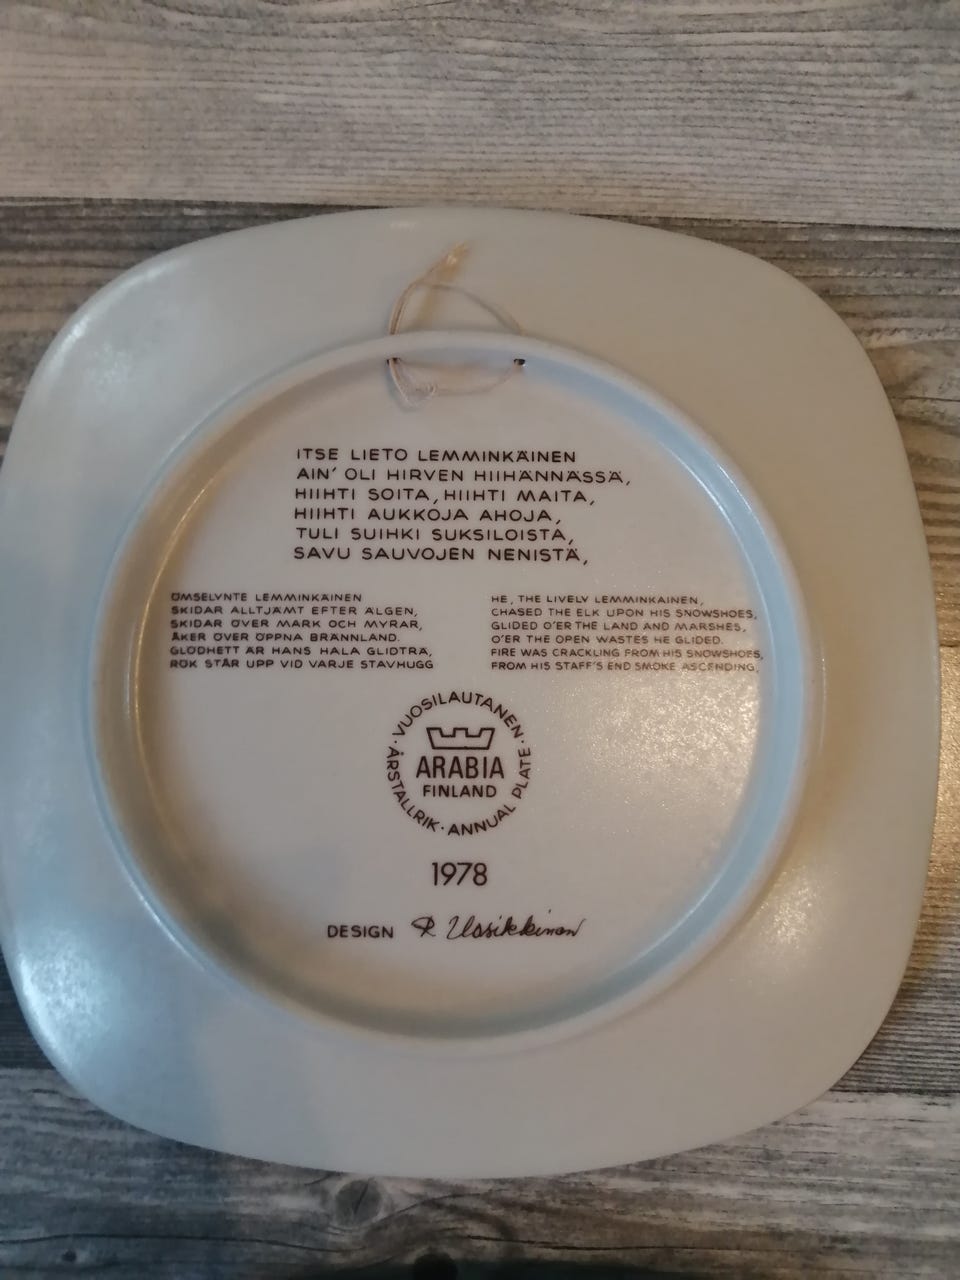 ITSE LIETO LEMMINKÄINEN
AIN' OLI HIRVEN HIIHÄNNÄSSÄ,
HIIHTI SOITA, HIIHTI MAITA,
HIIHTI AUKKOJA AHOJA,
TULI SUIHKI SUKSILOISTA,
SAVU SAUVOJEN NENISTÄ,
ÖMSELYNTE LEMMINKÄINEN
SKIDAR ALLTJÄMT EFTER ÄLGEN,
SKIDAR ÖVER MARK OCH MYRAR,
ÅKER ÖVER ÖPPNA BRÄNNLAND.
GLÖDHETT ÄR HANS HALA GLIDTRÄ,
RÖK STÅR UPP VID VARJE STAVHUGG
HE, THE LIVELY LEMMINKAINEN,
CHASED THE ELK UPON HIS SNOWSHOES,
GLIDED O'ER THE LAND AND MARSHES,
O'ER THE OPEN WASTES HE GLIDED.
FIRE WAS CRACKLING FROM HIS SNOWSHOES,
FROM HIS STAFF'S END SMOKE ASCENDING,
· VUOSILAUTANEN · ÅRSTALLRIK · ANNUAL PLATE
ARABIA
FINLAND
1978
DESIGN R. Uosikkinen